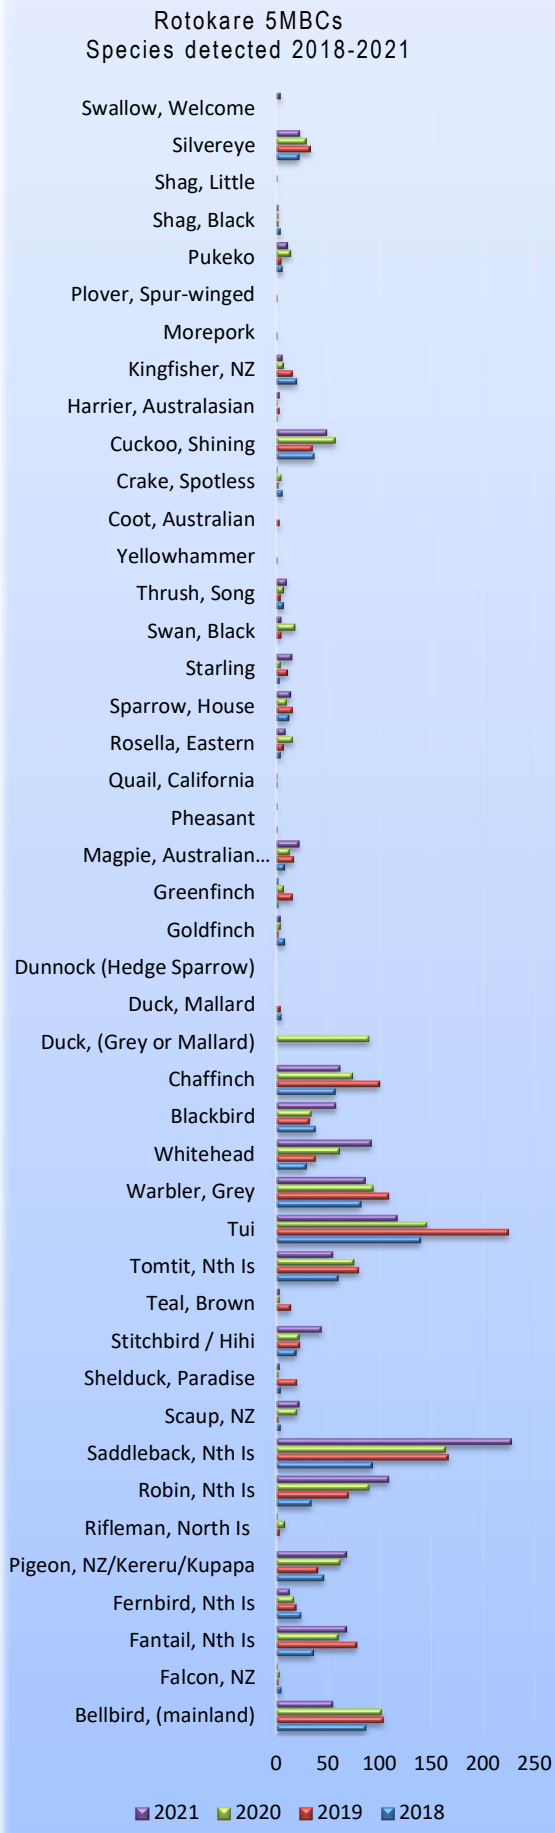 Rotokare 5MBCs
Species detected 2018-2021
Swallow, Welcome
Silvereye
Shag, Little
Shag, Black
Pukeko
Plover, Spur-winged
Morepork
Kingfisher, NZ
Harrier, Australasian
Cuckoo, Shining
Crake, Spotless
Coot, Australian
Yellowhammer
Thrush, Song
Swan, Black
Starling
Sparrow, House
Rosella, Eastern
Quail, California
Pheasant
Magpie, Australian...
Greenfinch
Goldfinch
Dunnock (Hedge Sparrow)
Duck, Mallard
Duck, (Grey or Mallard)
Chaffinch
Blackbird
Whitehead
Warbler, Grey
Tui
Tomtit, Nth Is
Teal, Brown
Stitchbird / Hihi
Shelduck, Paradise
Scaup, NZ
Saddleback, Nth Is
Robin, Nth Is
Rifleman, North Is
Pigeon, NZ/Kereru/Kupapa
Fernbird, Nth Is
Fantail, Nth Is
Falcon, NZ
Bellbird, (mainland)
0 50 100 150 200 250
2021 2020 2019 2018